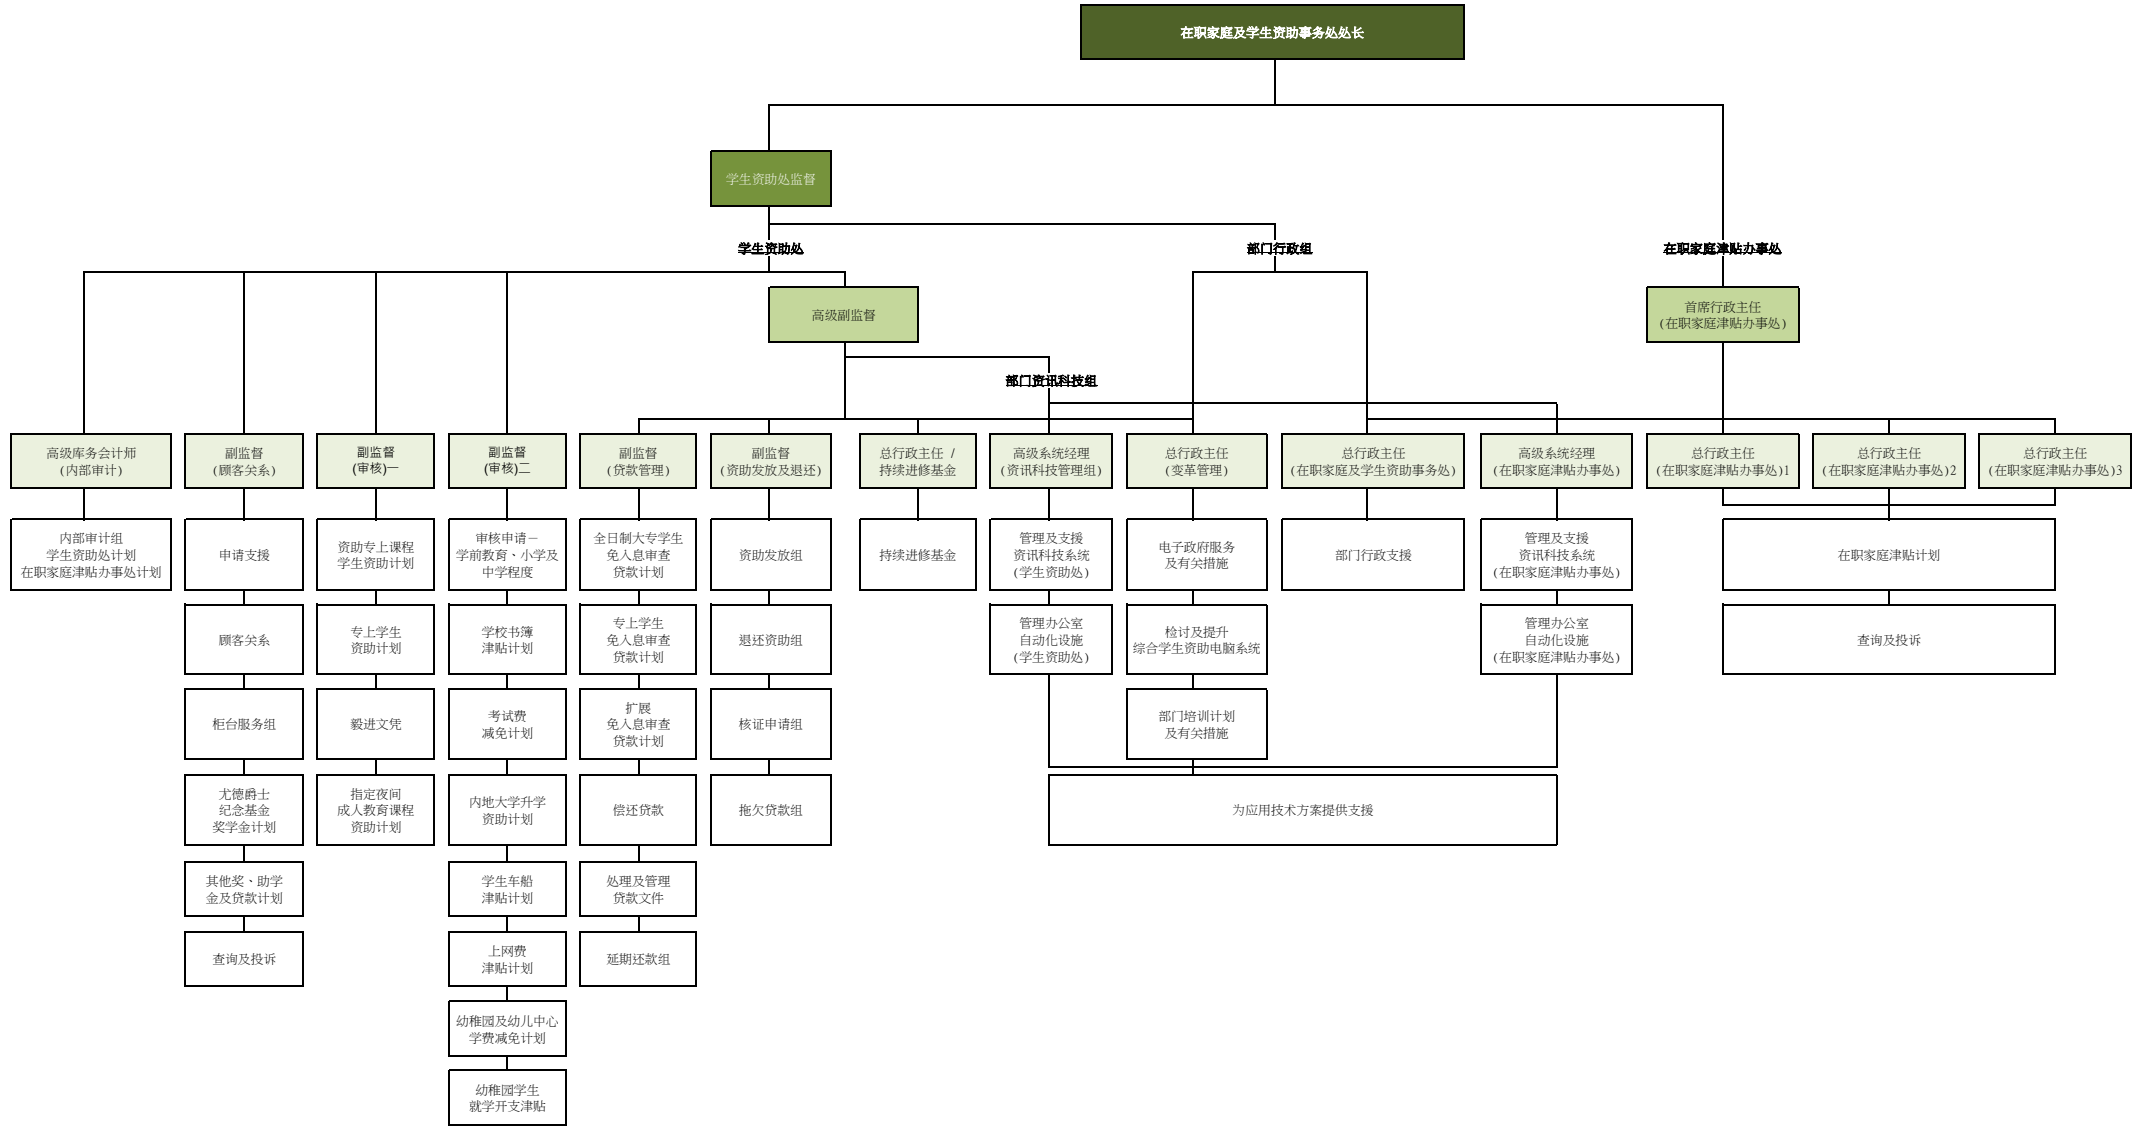 在职家庭及学生资助事务处处长
学生资助处监督
学生资助处
部门行政组
在职家庭津贴办事处
高级副监督
首席行政主任
(在职家庭津贴办事处)
部门资讯科技组
高级库务会计师
(内部审计)
副监督
(顾客关系)
副监督
(审核)一
副监督
(审核)二
副监督
(贷款管理)
副监督
(资助发放及退还)
总行政主任 /
持续进修基金
高级系统经理
(资讯科技管理组)
总行政主任
(变革管理)
总行政主任
(在职家庭及学生资助事务处)
高级系统经理
(在职家庭津贴办事处)
总行政主任
(在职家庭津贴办事处)1
总行政主任
(在职家庭津贴办事处)2
总行政主任
(在职家庭津贴办事处)3
内部审计组
学生资助处计划
在职家庭津贴办事处计划
申请支援
资助专上课程
学生资助计划
审核申请－
学前教育、小学及
中学程度
全日制大专学生
免入息审查
贷款计划
资助发放组
持续进修基金
管理及支援
资讯科技系统
(学生资助处)
电子政府服务
及有关措施
部门行政支援
管理及支援
资讯科技系统
(在职家庭津贴办事处)
在职家庭津贴计划
顾客关系
专上学生
资助计划
学校书簿
津贴计划
专上学生
免入息审查
贷款计划
退还资助组
管理办公室
自动化设施
(学生资助处)
检讨及提升
综合学生资助电脑系统
管理办公室
自动化设施
(在职家庭津贴办事处)
查询及投诉
柜台服务组
毅进文凭
考试费
减免计划
扩展
免入息审查
贷款计划
核证申请组
部门培训计划
及有关措施
尤德爵士
纪念基金
奖学金计划
指定夜间
成人教育课程
资助计划
内地大学升学
资助计划
偿还贷款
拖欠贷款组
为应用技术方案提供支援
其他奖、助学
金及贷款计划
学生车船
津贴计划
处理及管理
贷款文件
查询及投诉
上网费
津贴计划
延期还款组
幼稚园及幼儿中心
学费减免计划
幼稚园学生
就学开支津贴